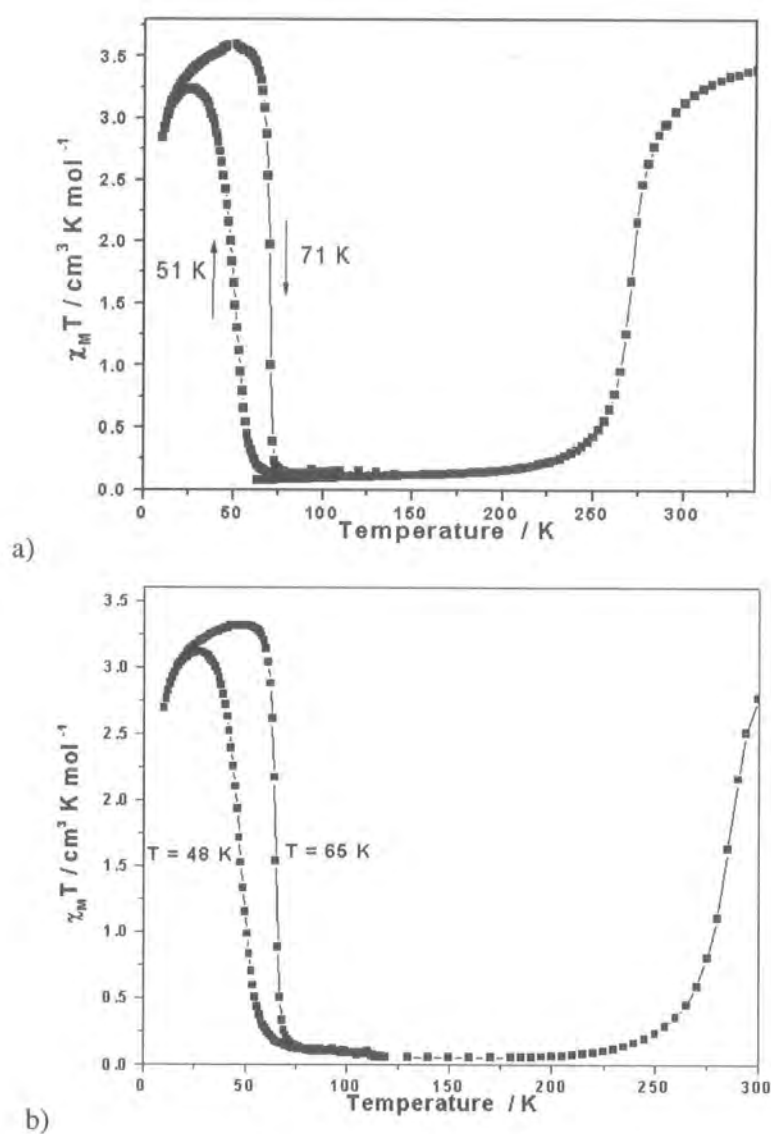 3.5
3.0
2.5
2.0
1.5
1.0
0.5
0.0
χMT / cm³ K mol⁻¹
51 K
71 K
0 50 100 150 200 250 300
Temperature / K
a)
3.5
3.0
2.5
2.0
1.5
1.0
0.5
0.0
χMT / cm³ K mol⁻¹
T = 48 K
T = 65 K
0 50 100 150 200 250 300
Temperature / K
b)